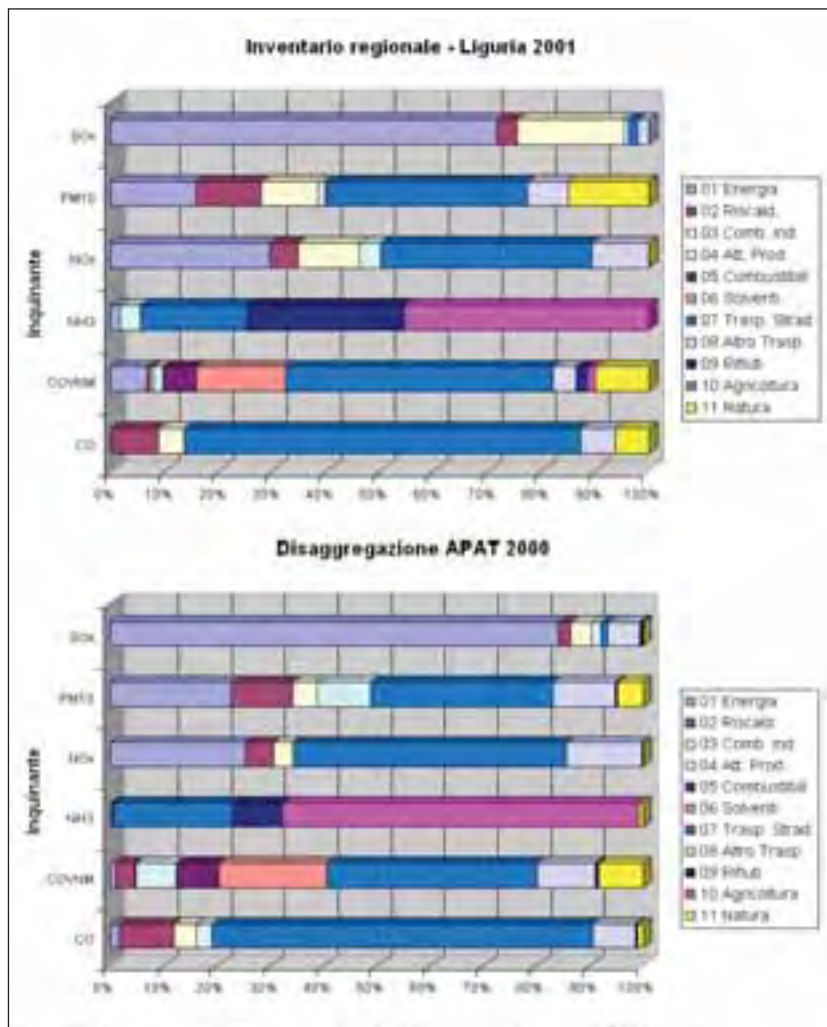 Inventario regionale - Liguria 2001
Inquinante
SOx
PM10
NOx
NH3
COVNM
CO
0% 10% 20% 30% 40% 50% 60% 70% 80% 90% 100%
01 Energia
02 Riscald.
03 Comb. Ind
04 Att. Prod.
05 Combustibili
06 Solventi
07 Trasp. Strad.
08 Altro Trasp
09 Rifiuti
10 Agricoltura
11 Natura
Disaggregazione APAT 2000
Inquinante
SOx
PM10
NOx
NH3
COVNM
CO
0% 10% 20% 30% 40% 50% 60% 70% 80% 90% 100%
01 Energia
02 Riscald
03 Comb. Ind
04 Att. Prod.
05 Combustibili
06 Solventi
07 Trasp. Strad.
08 Altro Trasp
09 Rifiuti
10 Agricoltura
11 Natura